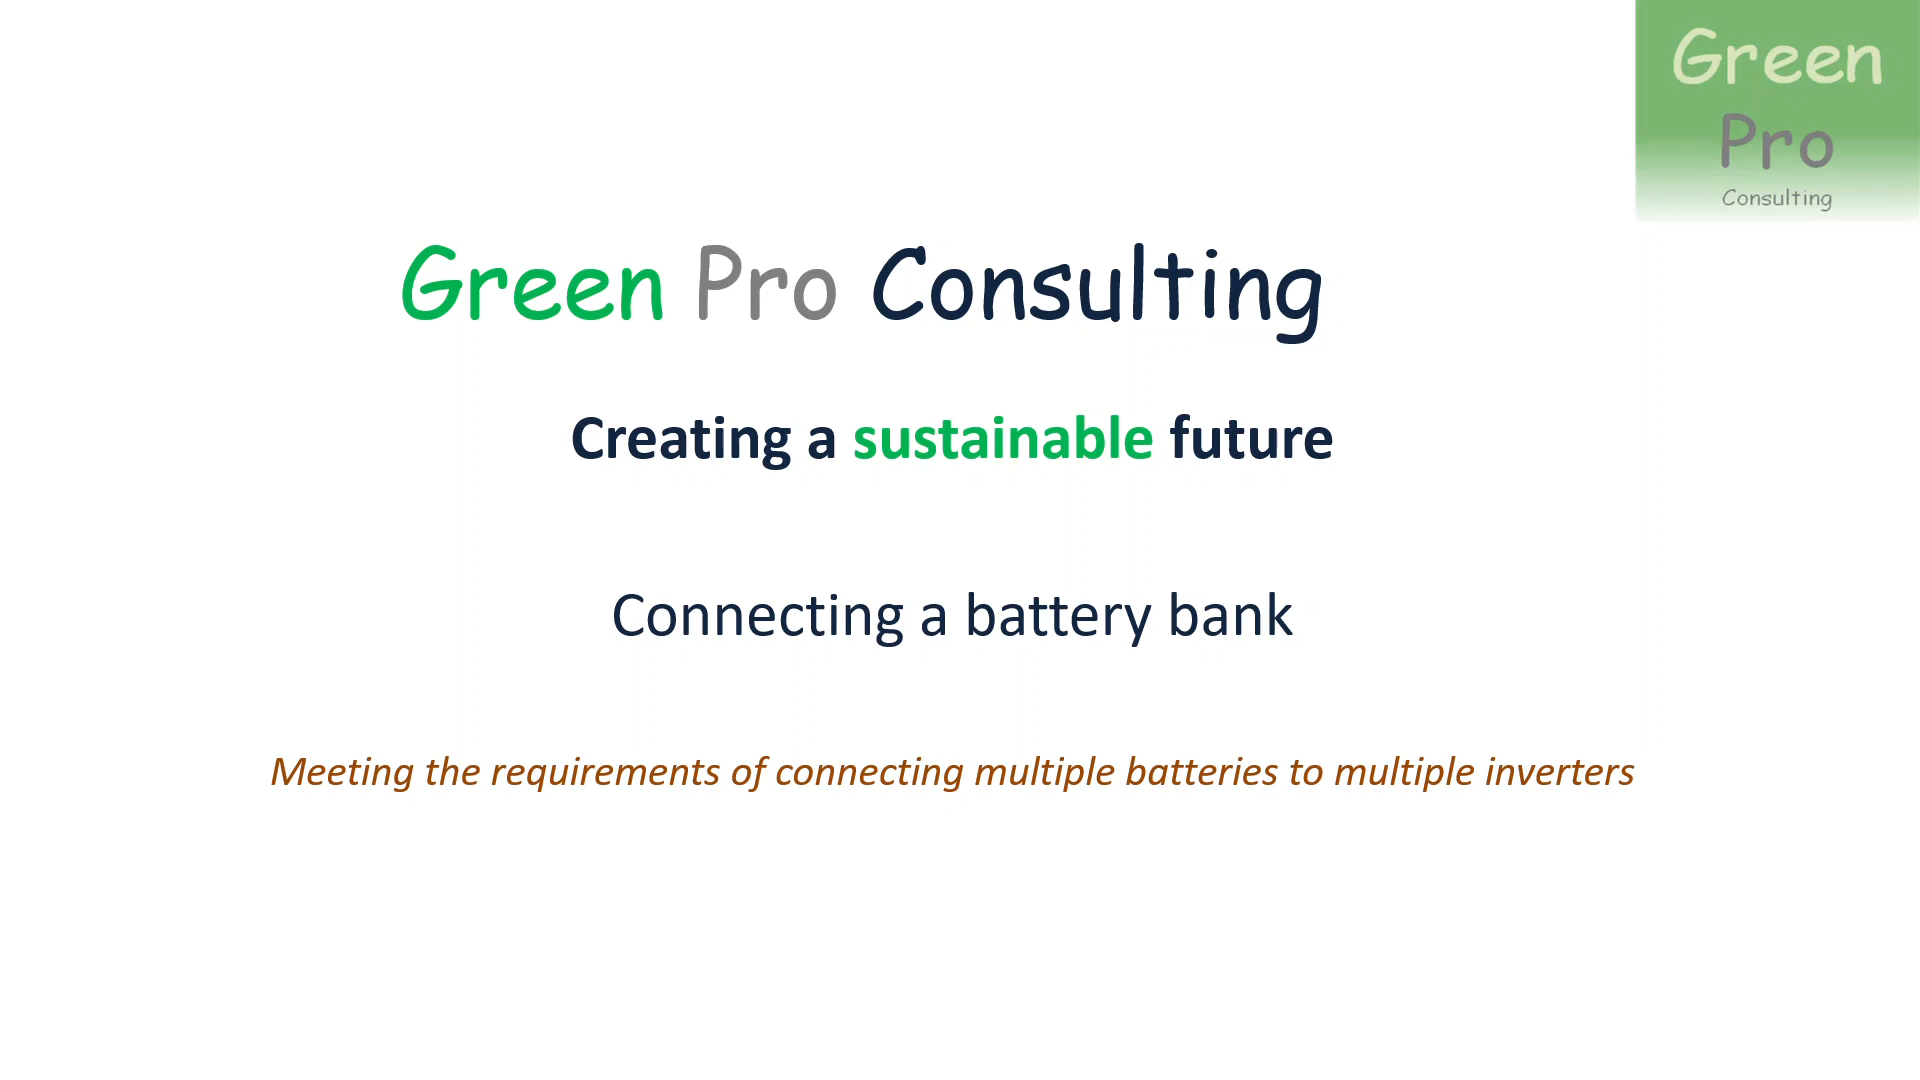 Green
Pro
Consulting
Green Pro Consulting
Creating a sustainable future
Connecting a battery bank
Meeting the requirements of connecting multiple batteries to multiple inverters